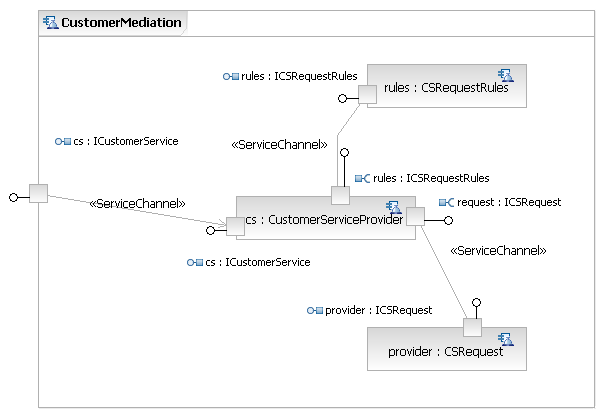 CustomerMediation
rules : ICSRequestRules
rules : CSRequestRules
cs : ICustomerService
«ServiceChannel»
rules : ICSRequestRules
«ServiceChannel»
request : ICSRequest
cs : CustomerServiceProvider
«ServiceChannel»
cs : ICustomerService
provider : ICSRequest
provider : CSRequest